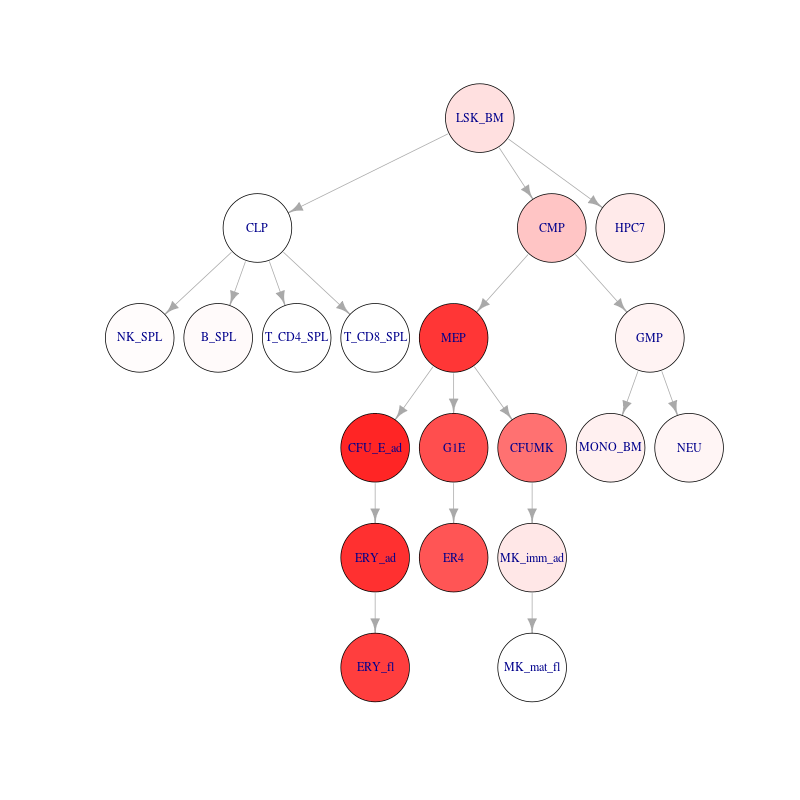 LSK_BM
CLP
CMP
HPC7
NK_SPL
B_SPL
T_CD4_SPL
T_CD8_SPL
MEP
GMP
CFU_E_ad
G1E
CFUMK
MONO_BM
NEU
ERY_ad
ER4
MK_imm_ad
ERY_fl
MK_mat_fl